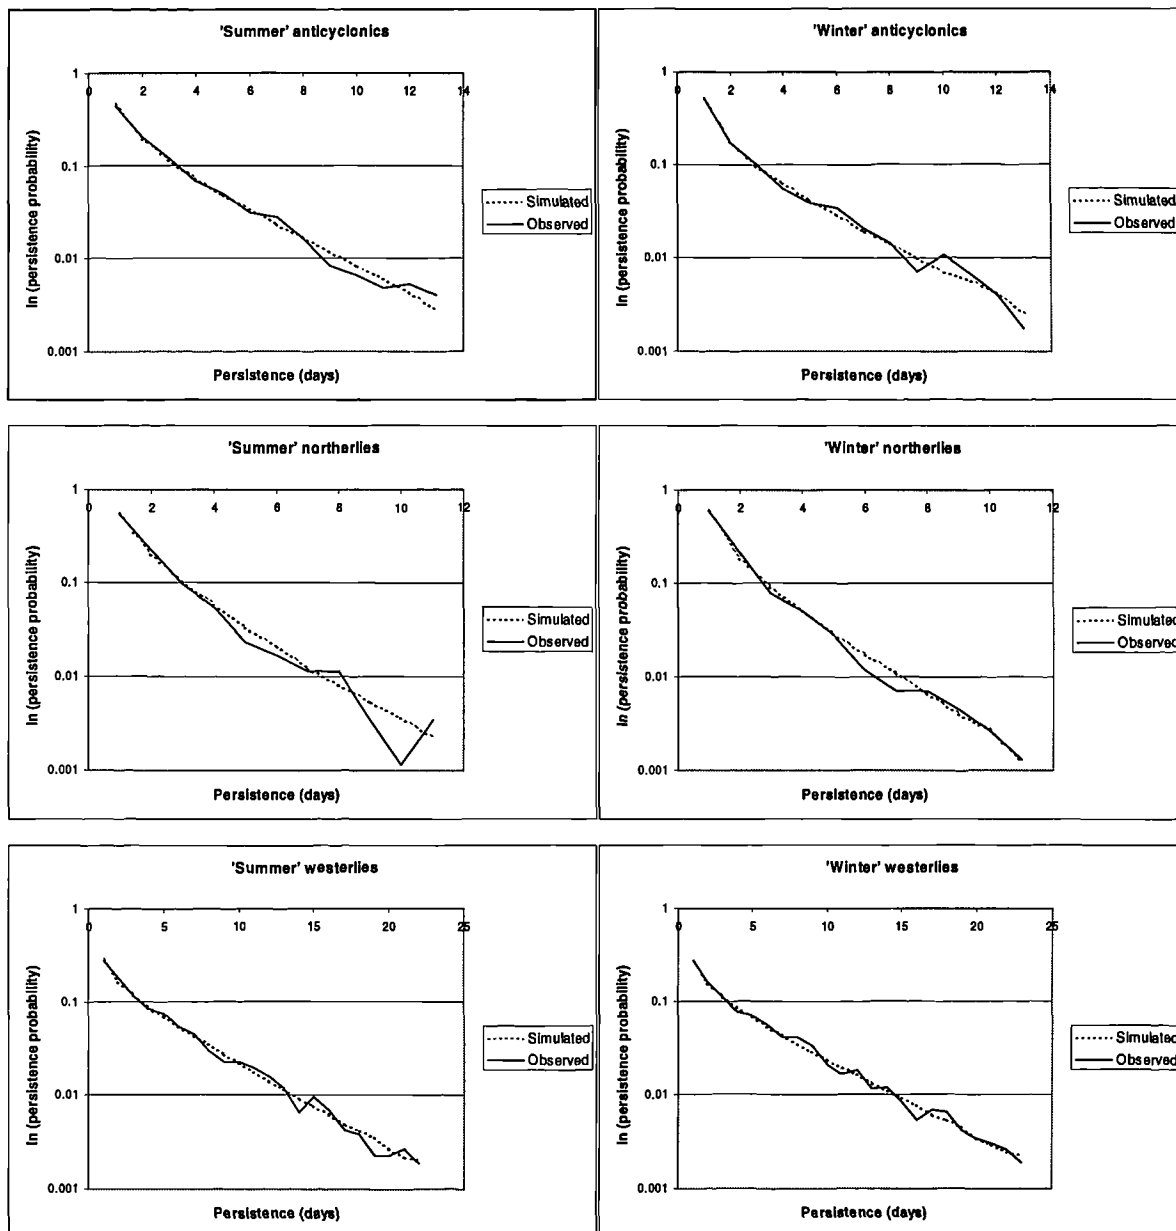 'Summer' anticyclonics
1
0 2 4 6 8 10 12 14
0.1
0.01
0.001
ln (persistence probability)
Persistence (days)
Simulated
Observed
'Winter' anticyclonics
1
0 2 4 6 8 10 12 14
0.1
0.01
0.001
ln (persistence probability)
Persistence (days)
Simulated
Observed
'Summer' northerlies
1
0 2 4 6 8 10 12
0.1
0.01
0.001
ln (persistence probability)
Persistence (days)
Simulated
Observed
'Winter' northerlies
1
0 2 4 6 8 10 12
0.1
0.01
0.001
ln (persistence probability)
Persistence (days)
Simulated
Observed
'Summer' westerlies
1
0 5 10 15 20 25
0.1
0.01
0.001
ln (persistence probability)
Persistence (days)
Simulated
Observed
'Winter' westerlies
1
0 5 10 15 20 25
0.1
0.01
0.001
ln (persistence probability)
Persistence (days)
Simulated
Observed